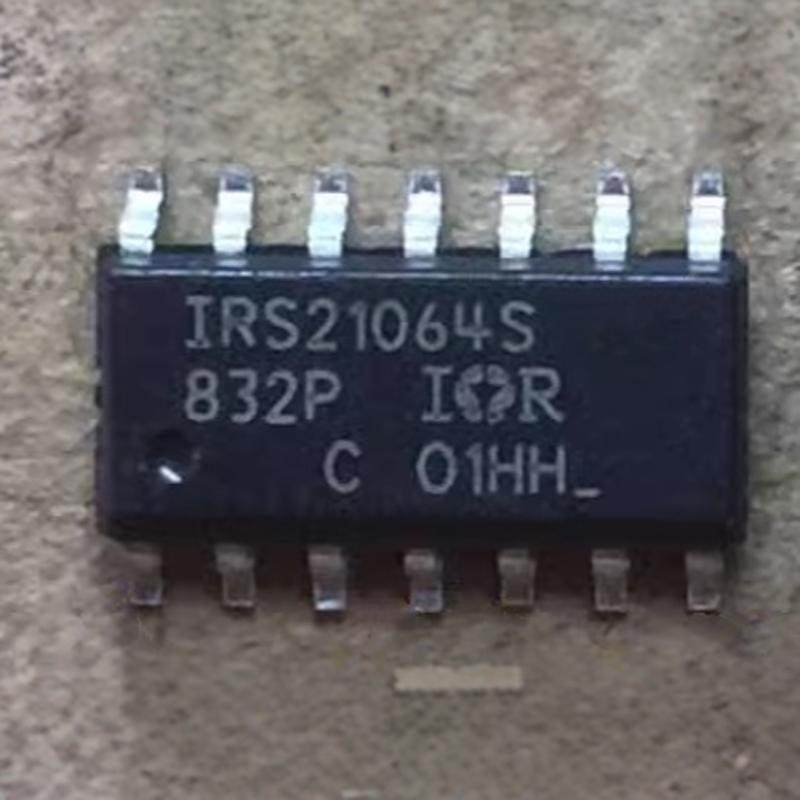 IRS21064S
832P IOR
C 01HH_